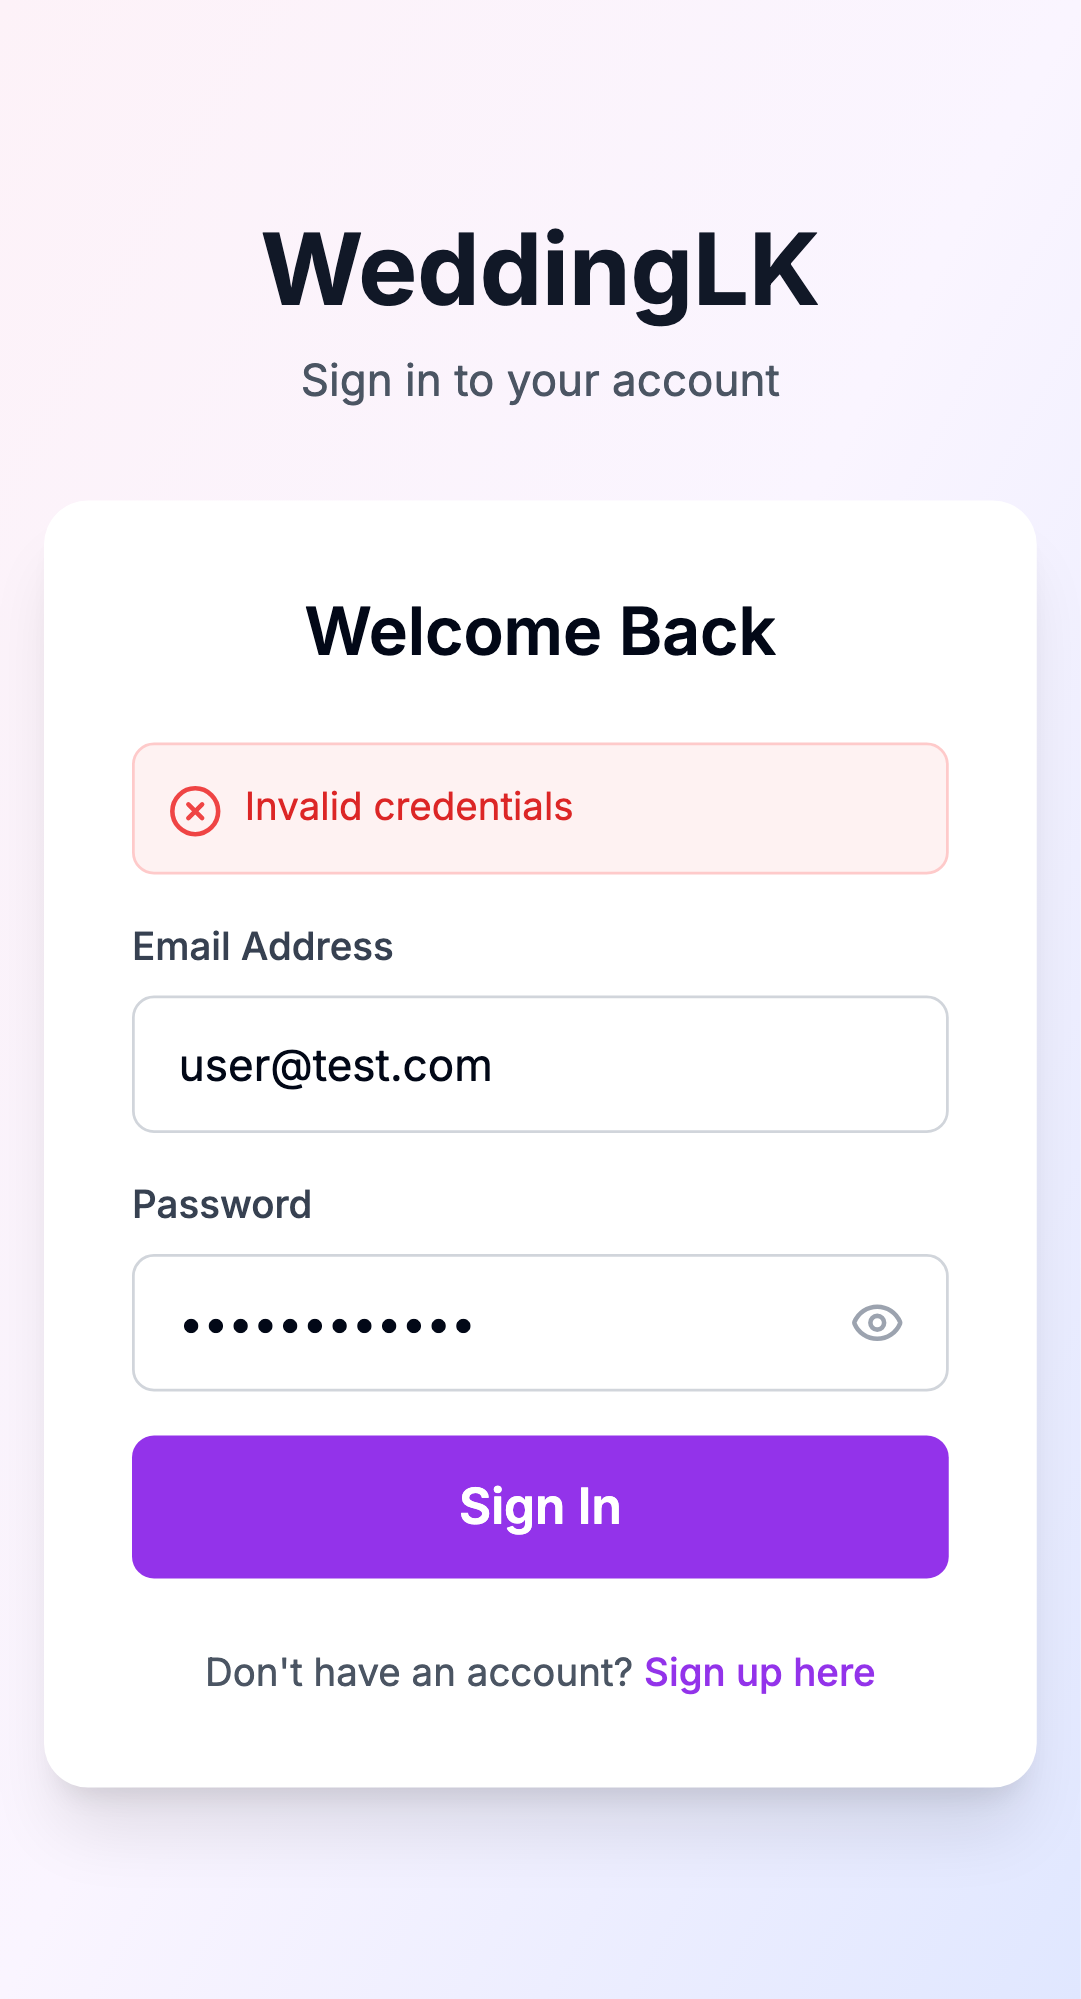 WeddingLK
Sign in to your account
Welcome Back
Invalid credentials
Email Address
user@test.com
Password
••••••••••••
Sign In
Don't have an account? Sign up here